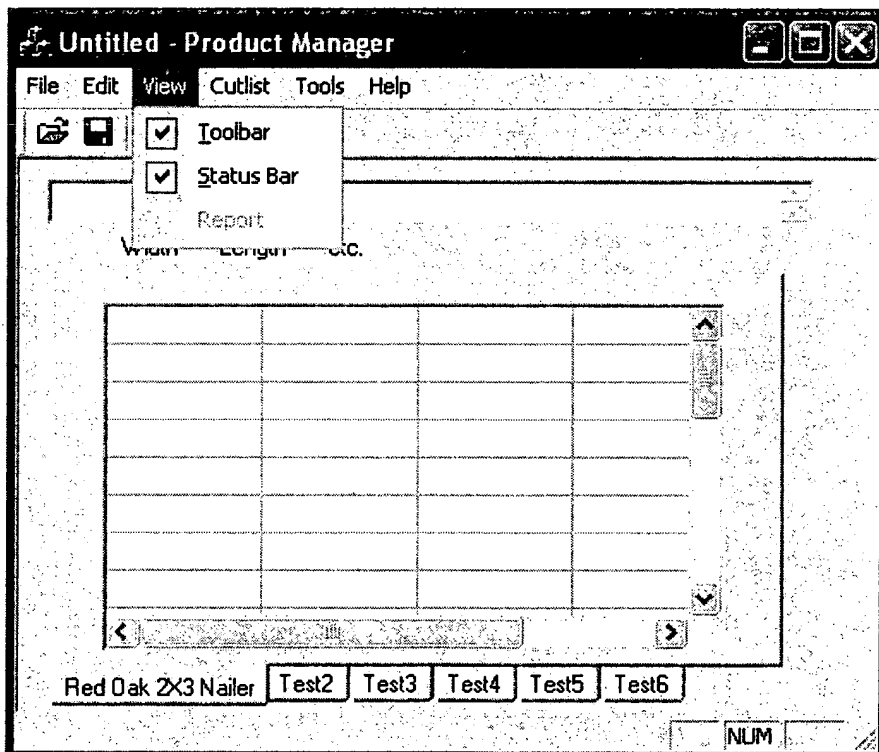 Untitled - Product Manager
File Edit View Cutlist Tools Help
Toolbar
Status Bar
Report
Width Length etc.
Red Oak 2X3 Nailer Test2 Test3 Test4 Test5 Test6
NUM